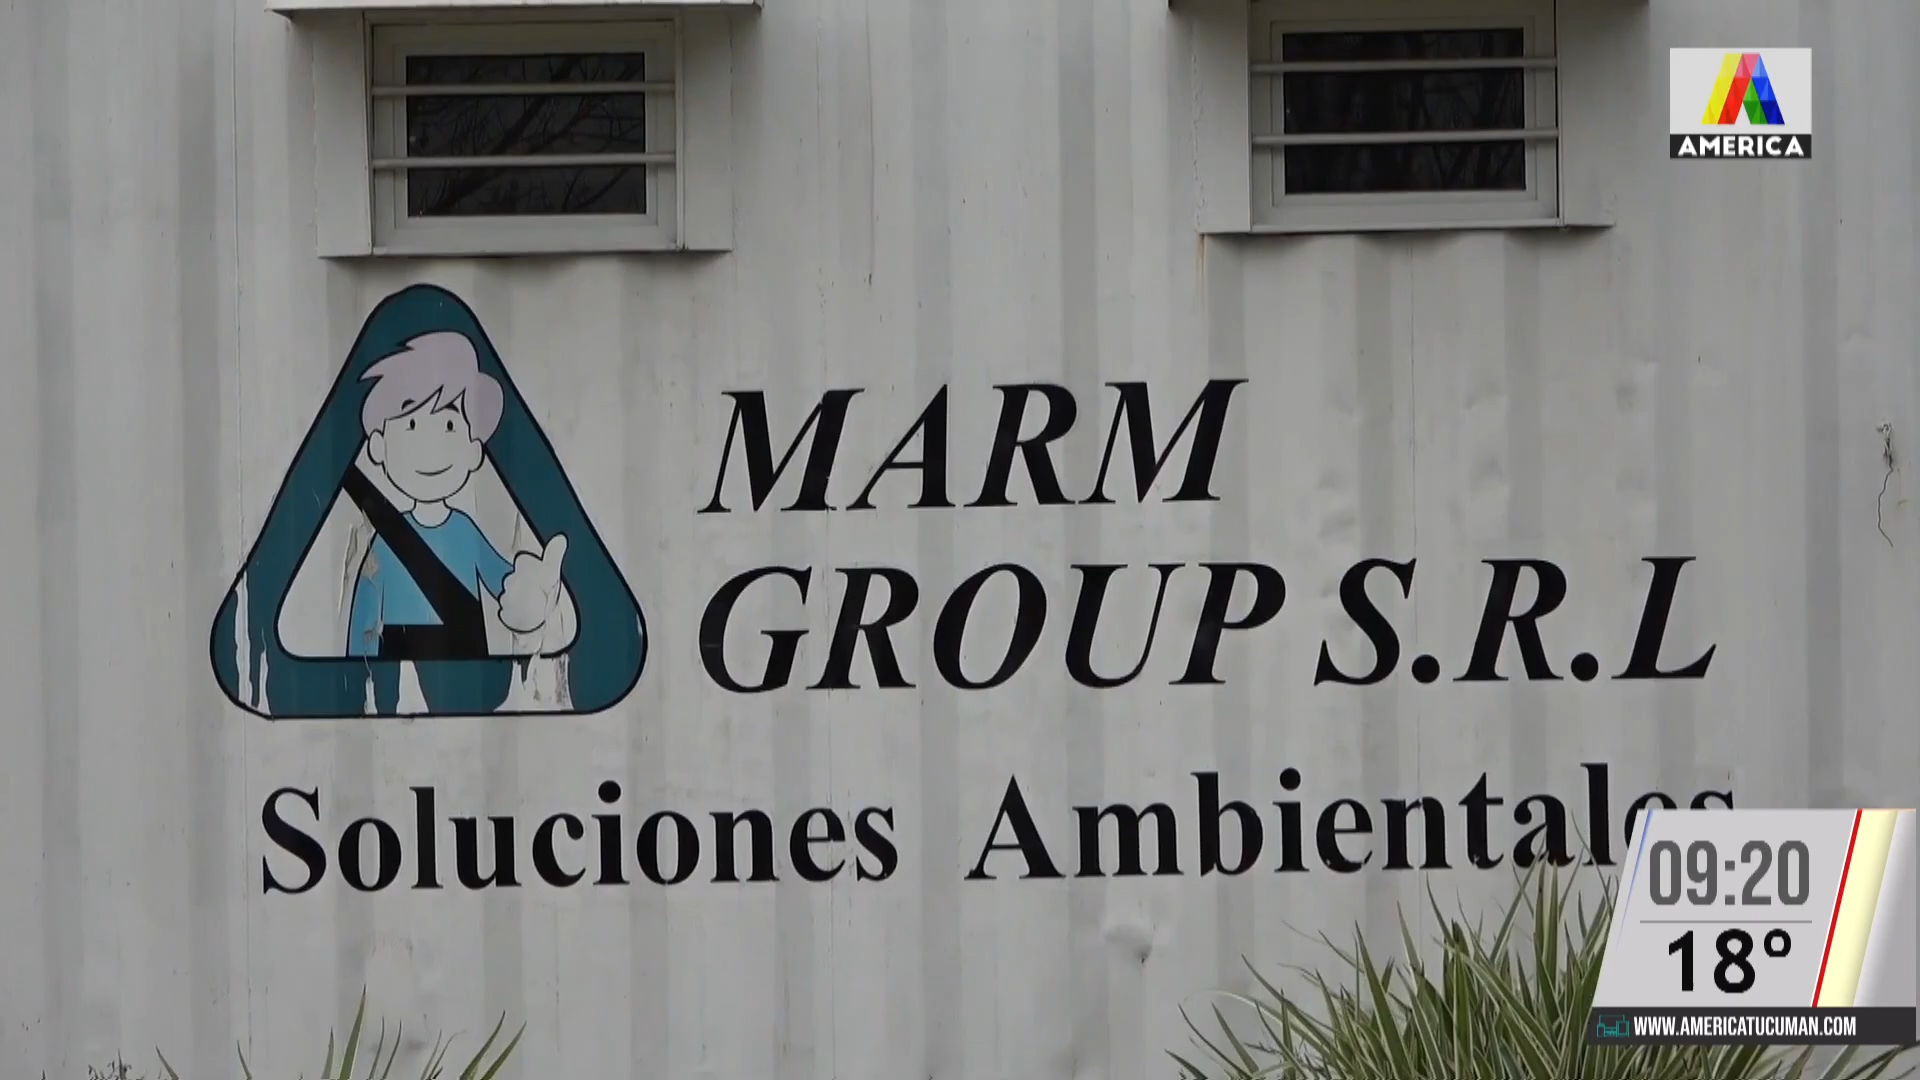 AMERICA
MARM
GROUP S.R.L
Soluciones Ambientales
09:20
18°
WWW.AMERICATUCUMAN.COM